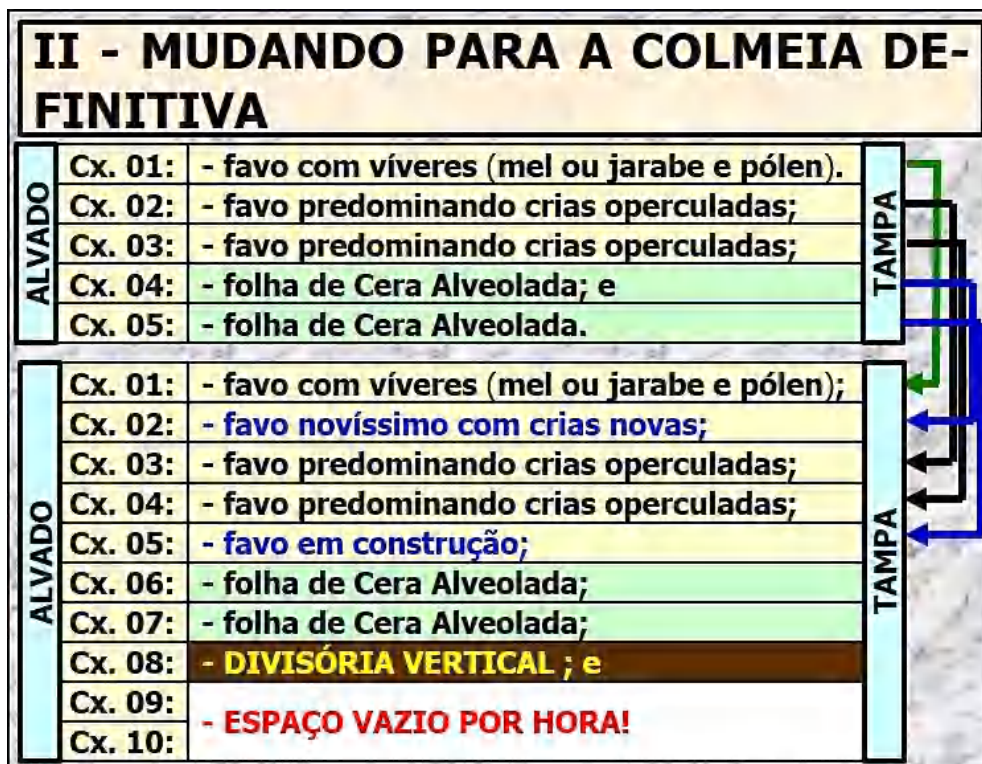 II - MUDANDO PARA A COLMEIA DE-
FINITIVA
ALVADO
Cx. 01: - favo com víveres (mel ou jarabe e pólen).
Cx. 02: - favo predominando crias operculadas;
Cx. 03: - favo predominando crias operculadas;
Cx. 04: - folha de Cera Alveolada; e
Cx. 05: - folha de Cera Alveolada.
TAMPA
ALVADO
Cx. 01: - favo com víveres (mel ou jarabe e pólen);
Cx. 02: - favo novíssimo com crias novas;
Cx. 03: - favo predominando crias operculadas;
Cx. 04: - favo predominando crias operculadas;
Cx. 05: - favo em construção;
Cx. 06: - folha de Cera Alveolada;
Cx. 07: - folha de Cera Alveolada;
Cx. 08: - DIVISÓRIA VERTICAL ; e
Cx. 09:
- ESPAÇO VAZIO POR HORA!
Cx. 10:
TAMPA